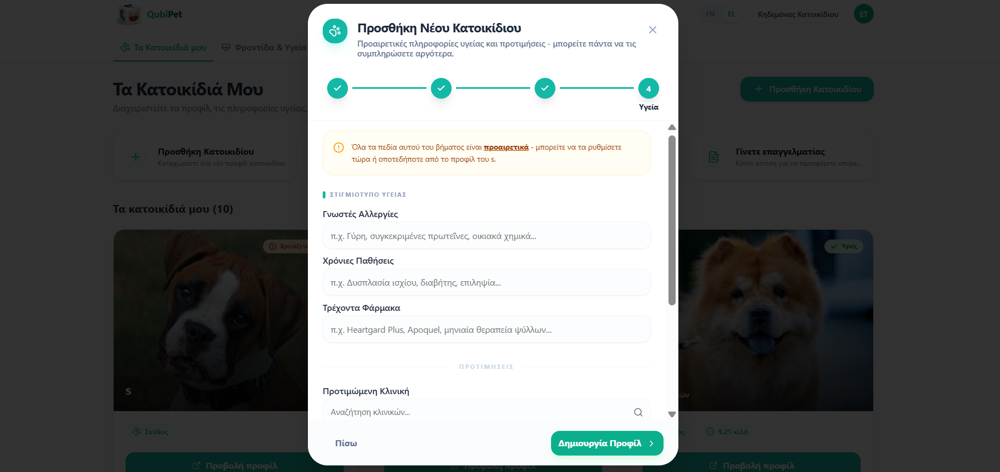 QubiPet
EN EL
Κηδεμόνας Κατοικίδιου
ET
Τα Κατοικίδιά μου
Φροντίδα & Υγεία
Τα Κατοικίδιά Μου
Διαχειριστείτε τα προφίλ, τις πληροφορίες υγείας,
Προσθήκη Κατοικιδίου
Προσθήκη Κατοικιδίου
Καταχωρίστε ένα νέο προφίλ κατοικιδίου
Γίνετε επαγγελματίας
Κάντε αίτηση για να προσφέρετε υπηρε...
Τα κατοικίδιά μου (10)
Υγιές
s
Σκύλος
9.25 κιλά
Προβολή προφίλ
Προβολή προφίλ
Προβολή προφίλ
Προσθήκη Νέου Κατοικίδιου
Προαιρετικές πληροφορίες υγείας και προτιμήσεις - μπορείτε πάντα να τις
συμπληρώσετε αργότερα.
4
Υγεία
Όλα τα πεδία αυτού του βήματος είναι προαιρετικά - μπορείτε να τα ρυθμίσετε
τώρα ή οποτεδήποτε από το προφίλ του s.
ΣΤΙΓΜΙΟΤΥΠΟ ΥΓΕΙΑΣ
Γνωστές Αλλεργίες
π.χ. Γύρη, συγκεκριμένες πρωτεΐνες, οικιακά χημικά...
Χρόνιες Παθήσεις
π.χ. Δυσπλασία ισχίου, διαβήτης, επιληψία...
Τρέχοντα Φάρμακα
π.χ. Heartgard Plus, Apoquel, μηνιαία θεραπεία ψύλλων...
ΠΡΟΤΙΜΗΣΕΙΣ
Προτιμώμενη Κλινική
Αναζήτηση κλινικών...
Πίσω
Δημιουργία Προφίλ